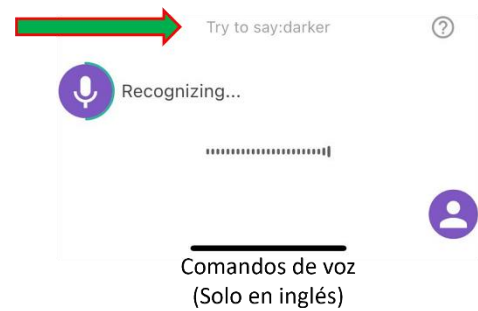 Try to say:darker
Recognizing...
Comandos de voz
(Solo en inglés)